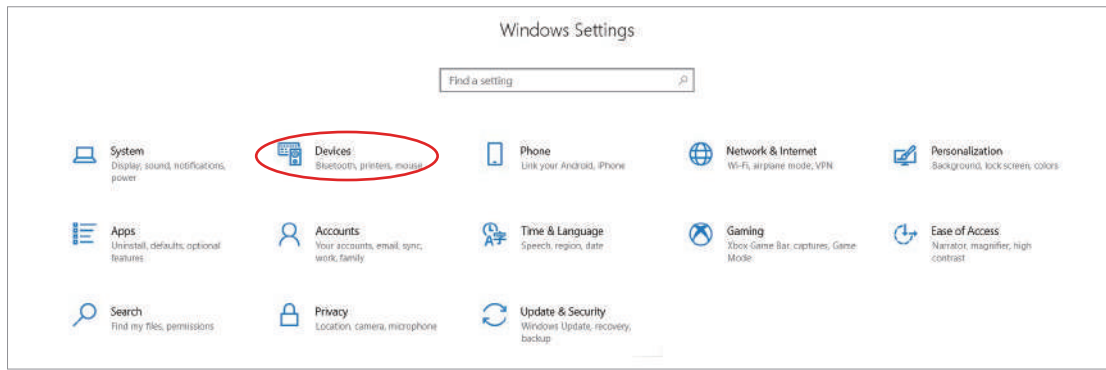 Windows Settings
Find a setting
System
Display, sound, notifications,
power
Devices
Bluetooth, printers, mouse
Phone
Link your Android, iPhone
Network & Internet
Wi-Fi, airplane mode, VPN
Personalization
Background, lock screen, colors
Apps
Uninstall, defaults, optional
features
Accounts
Your accounts, email, sync,
work, family
Time & Language
Speech, region, date
Gaming
Xbox Game Bar, captures, Game
Mode
Ease of Access
Narrator, magnifier, high
contrast
Search
Find my files, permissions
Privacy
Location, camera, microphone
Update & Security
Windows Update, recovery,
backup